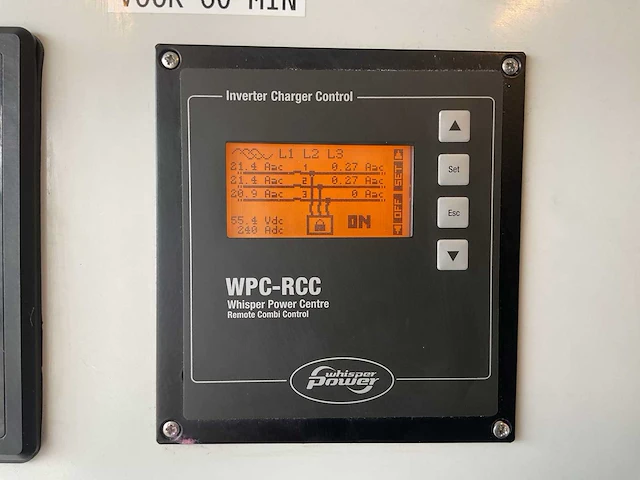 VOOR 60 MIN
Inverter Charger Control
L1 L2 L3
21.4 Aac 1 0.27 Aac
21.4 Aac 2 0.27 Aac
20.9 Aac 3 0 Aac
55.4 Vdc
240 Adc
ON
OFF SET
Set
Esc
WPC-RCC
Whisper Power Centre
Remote Combi Control
whisper
power